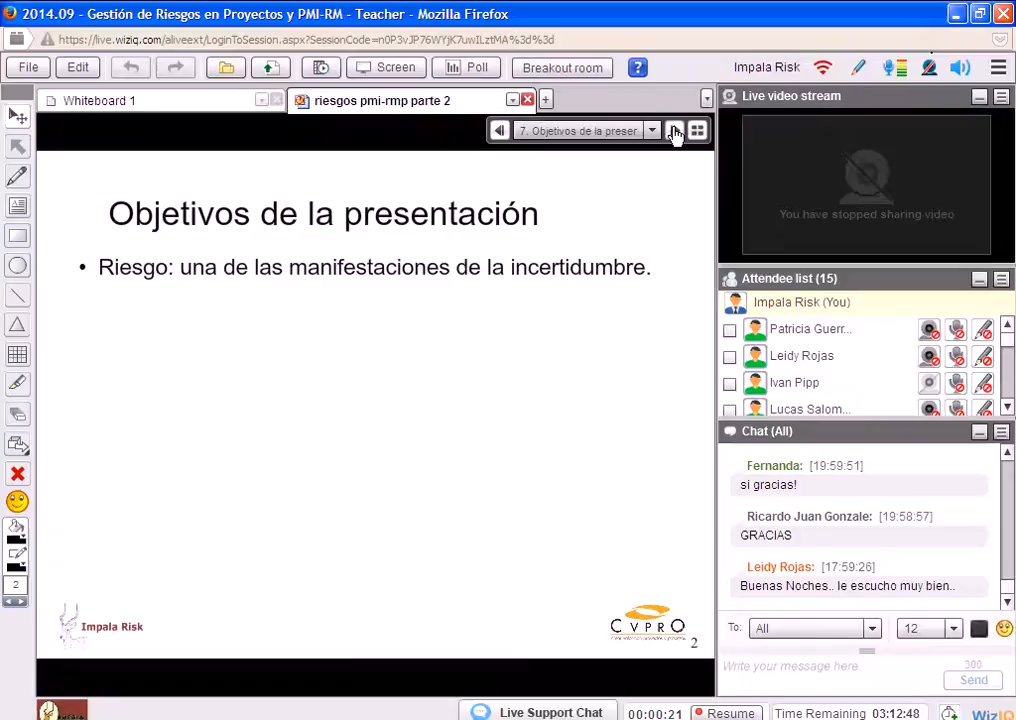 2014.09 - Gestión de Riesgos en Proyectos y PMI-RM - Teacher - Mozilla Firefox
https://live.wiziq.com/aliveext/LoginToSession.aspx?SessionCode=n0P3vJP76WYjK7uwILztMA%3d%3d
File Edit Screen Poll Breakout room ? Impala Risk
Whiteboard 1 riesgos pmi-rmp parte 2
Live video stream
7. Objetivos de la preser
You have stopped sharing video
Objetivos de la presentación
• Riesgo: una de las manifestaciones de la incertidumbre.
Impala Risk
CVPRO
2
Attendee list (15)
Impala Risk (You)
Patricia Guerr...
Leidy Rojas
Ivan Pipp
Lucas Salom...
Chat (All)
Fernanda: [19:59:51]
si gracias!
Ricardo Juan Gonzale: [19:58:57]
GRACIAS
Leidy Rojas: [17:59:26]
Buenas Noches.. le escucho muy bien..
To: All 12
Write your message here
300
Send
2
Live Support Chat 00:00:21 Resume Time Remaining 03:12:48 WizIQ